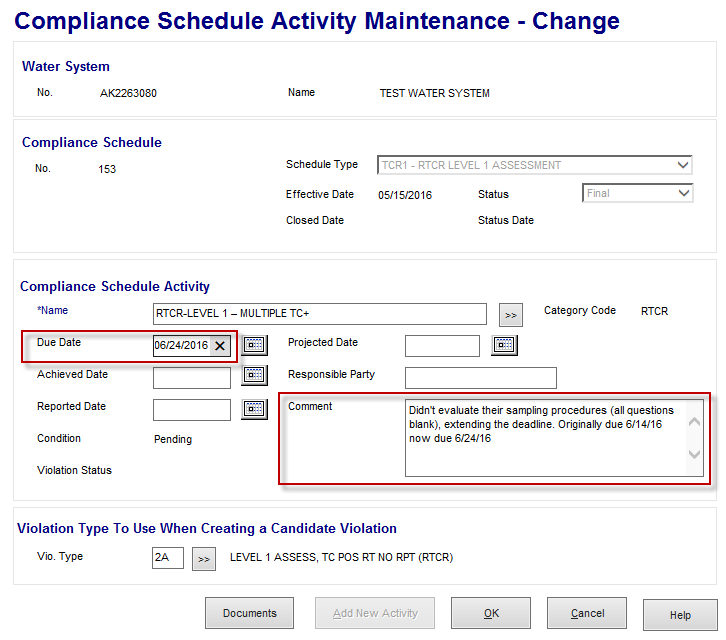 Compliance Schedule Activity Maintenance - Change
Water System
No. AK2263080 Name TEST WATER SYSTEM
Compliance Schedule
No. 153 Schedule Type TCR1 - RTCR LEVEL 1 ASSESSMENT
Effective Date 05/15/2016 Status Final
Closed Date Status Date
Compliance Schedule Activity
*Name RTCR-LEVEL 1 – MULTIPLE TC+ >> Category Code RTCR
Due Date 06/24/2016 Projected Date
Achieved Date Responsible Party
Reported Date Comment Didn't evaluate their sampling procedures (all questions
blank), extending the deadline. Originally due 6/14/16
now due 6/24/16
Condition Pending
Violation Status
Violation Type To Use When Creating a Candidate Violation
Vio. Type 2A >> LEVEL 1 ASSESS, TC POS RT NO RPT (RTCR)
Documents Add New Activity OK Cancel Help